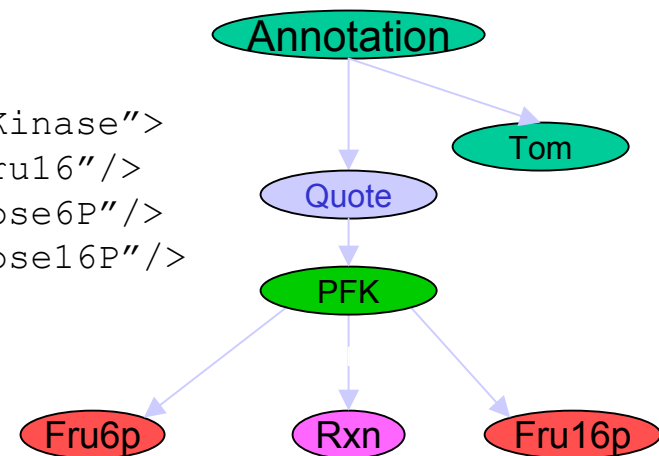 Annotation
Kinase”>
ru16”/>
ose6P”/>
ose16P”/>
Tom
Quote
PFK
Fru6p
Rxn
Fru16p